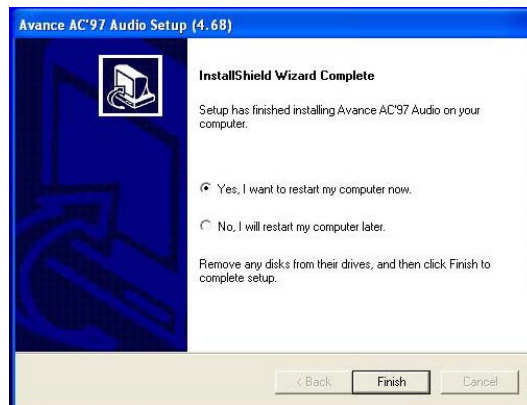 Avance AC'97 Audio Setup (4.68)
InstallShield Wizard Complete
Setup has finished installing Avance AC'97 Audio on your
computer.
Yes, I want to restart my computer now.
No, I will restart my computer later.
Remove any disks from their drives, and then click Finish to
complete setup.
< Back Finish Cancel